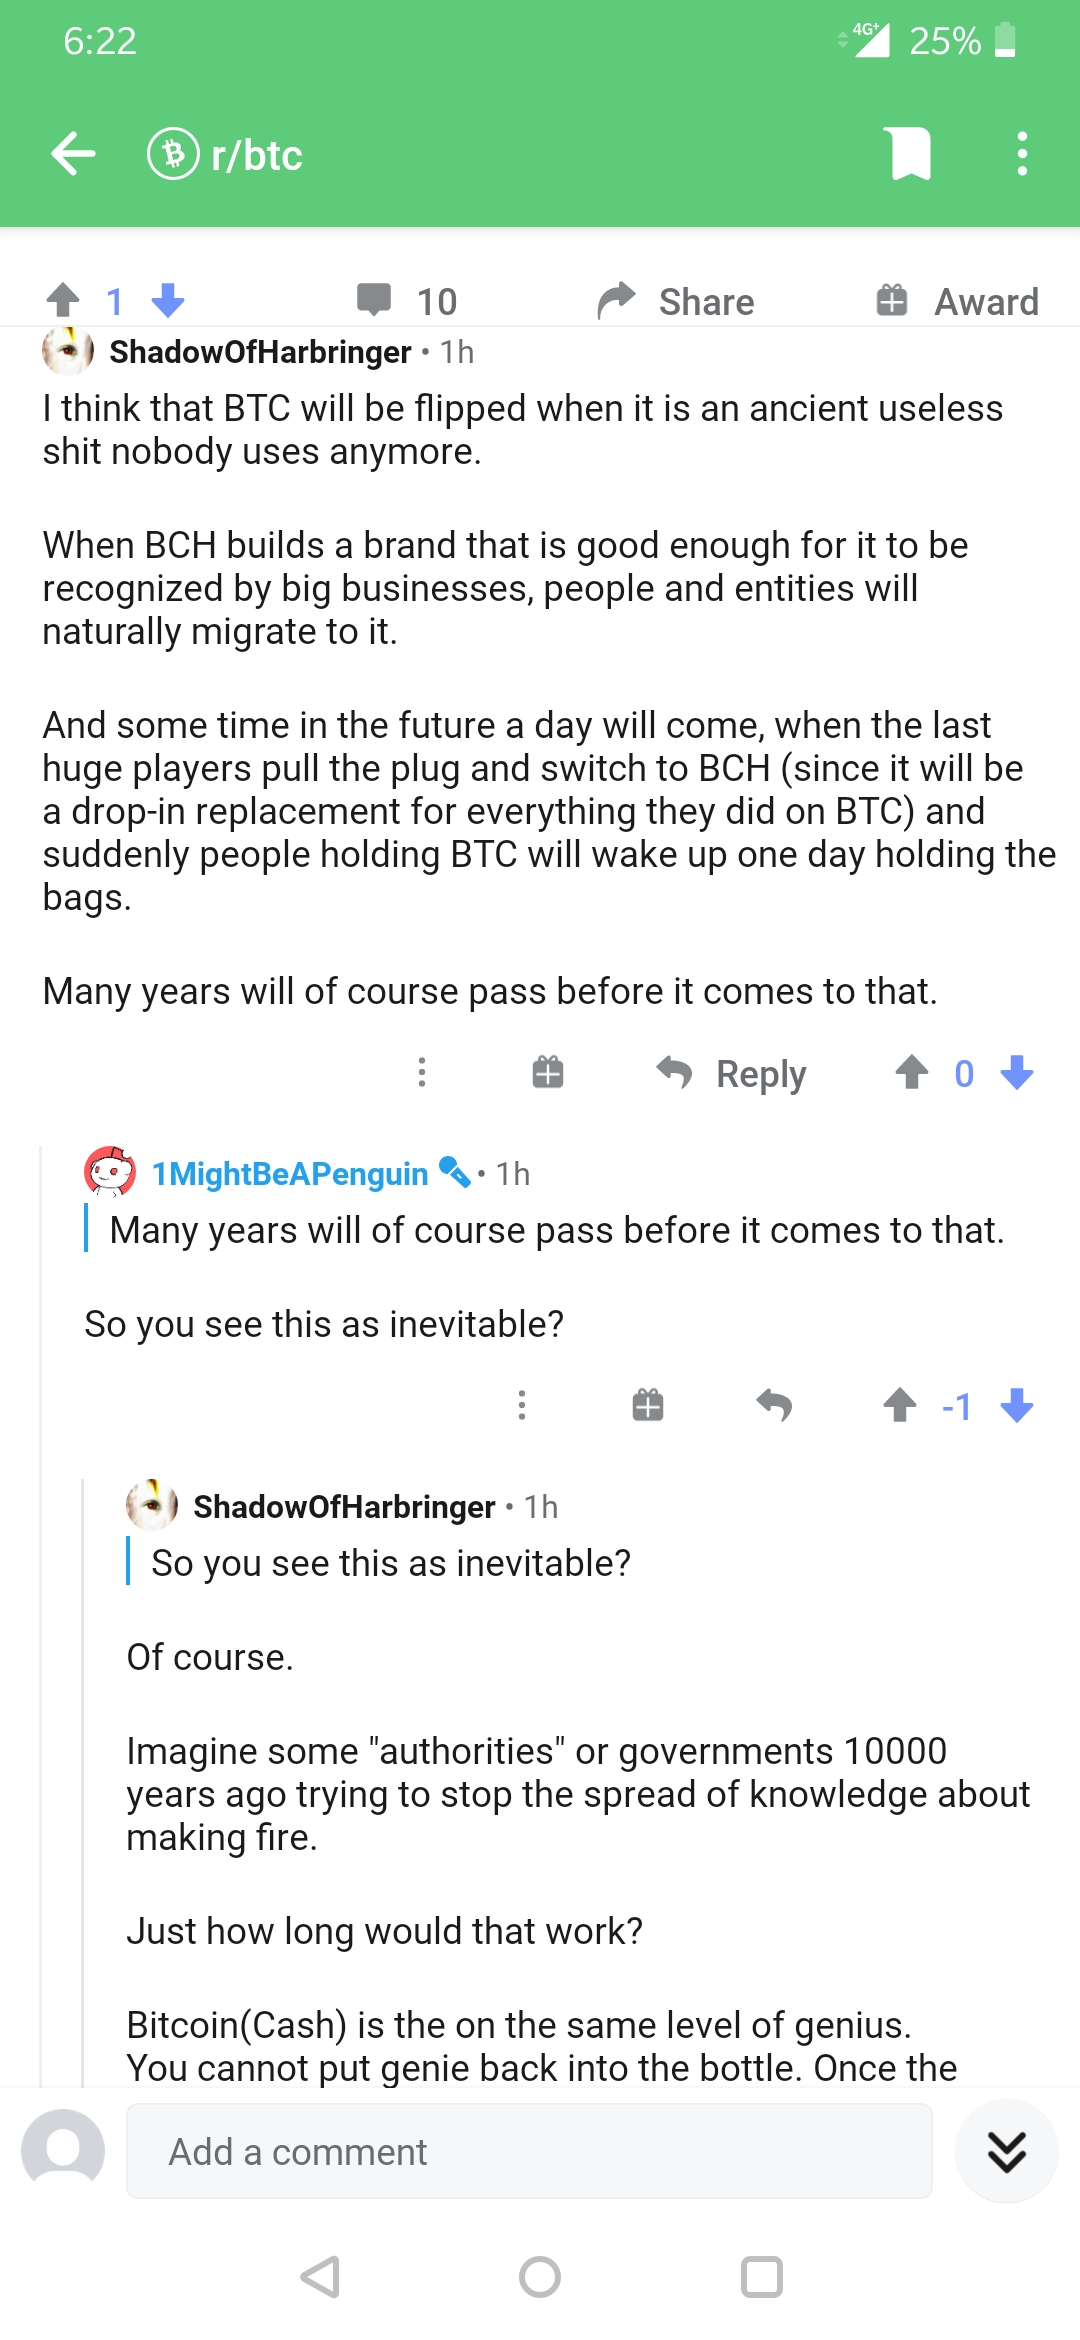 6:22
4G+ 25%
r/btc
1 10 Share Award
ShadowOfHarbringer • 1h
I think that BTC will be flipped when it is an ancient useless
shit nobody uses anymore.
When BCH builds a brand that is good enough for it to be
recognized by big businesses, people and entities will
naturally migrate to it.
And some time in the future a day will come, when the last
huge players pull the plug and switch to BCH (since it will be
a drop-in replacement for everything they did on BTC) and
suddenly people holding BTC will wake up one day holding the
bags.
Many years will of course pass before it comes to that.
Reply 0
1MightBeAPenguin • 1h
Many years will of course pass before it comes to that.
So you see this as inevitable?
-1
ShadowOfHarbringer • 1h
So you see this as inevitable?
Of course.
Imagine some "authorities" or governments 10000
years ago trying to stop the spread of knowledge about
making fire.
Just how long would that work?
Bitcoin(Cash) is the on the same level of genius.
You cannot put genie back into the bottle. Once the
Add a comment